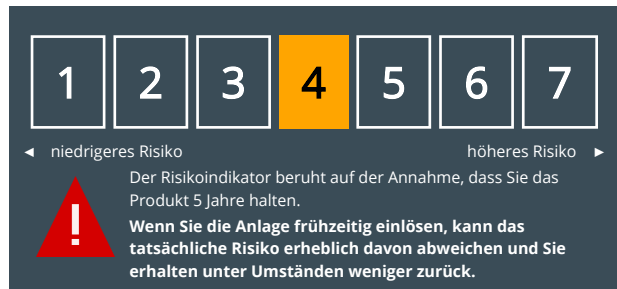 1 2 3 4 5 6 7
◄ niedrigeres Risiko höheres Risiko ►
Der Risikoindikator beruht auf der Annahme, dass Sie das
Produkt 5 Jahre halten.
Wenn Sie die Anlage frühzeitig einlösen, kann das
tatsächliche Risiko erheblich davon abweichen und Sie
erhalten unter Umständen weniger zurück.
!